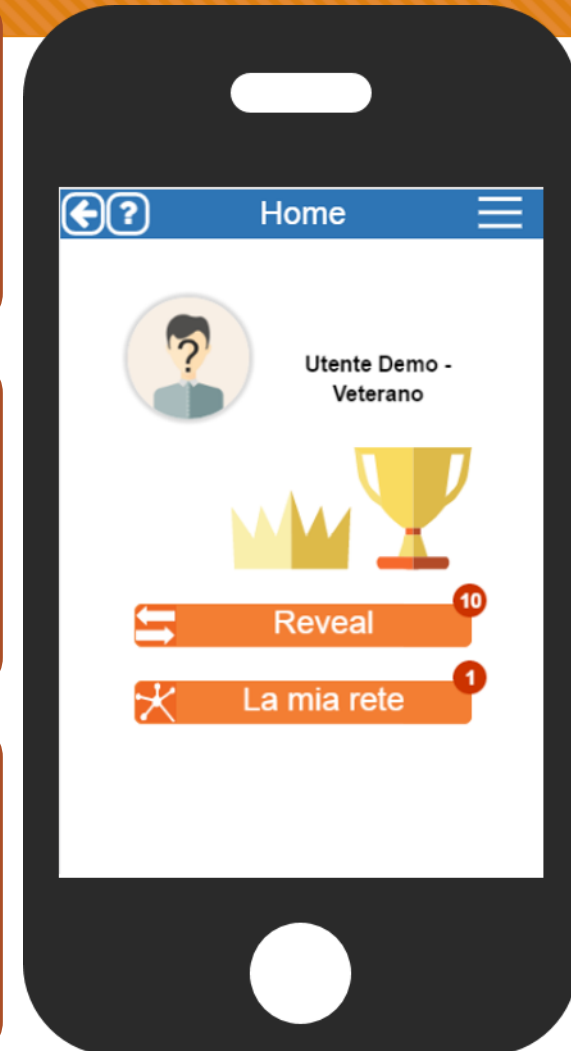 ?
Home
?
Utente Demo -
Veterano
10
Reveal
1
La mia rete